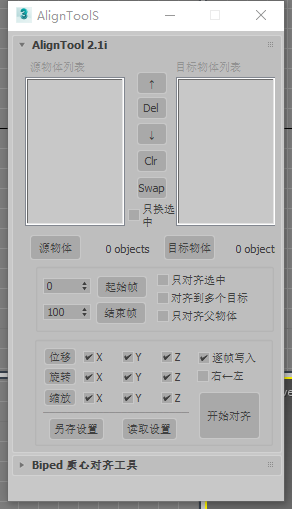 AlignToolS
AlignTool 2.1i
源物体列表
目标物体列表
↑
Del
↓
Clr
Swap
只换选中
源物体
0 objects
目标物体
0 object
0
起始帧
只对齐选中
对齐到多个目标
100
结束帧
只对齐父物体
位移 X Y Z 逐帧写入
旋转 X Y Z 右←左
缩放 X Y Z
开始对齐
另存设置
读取设置
Biped 质心对齐工具